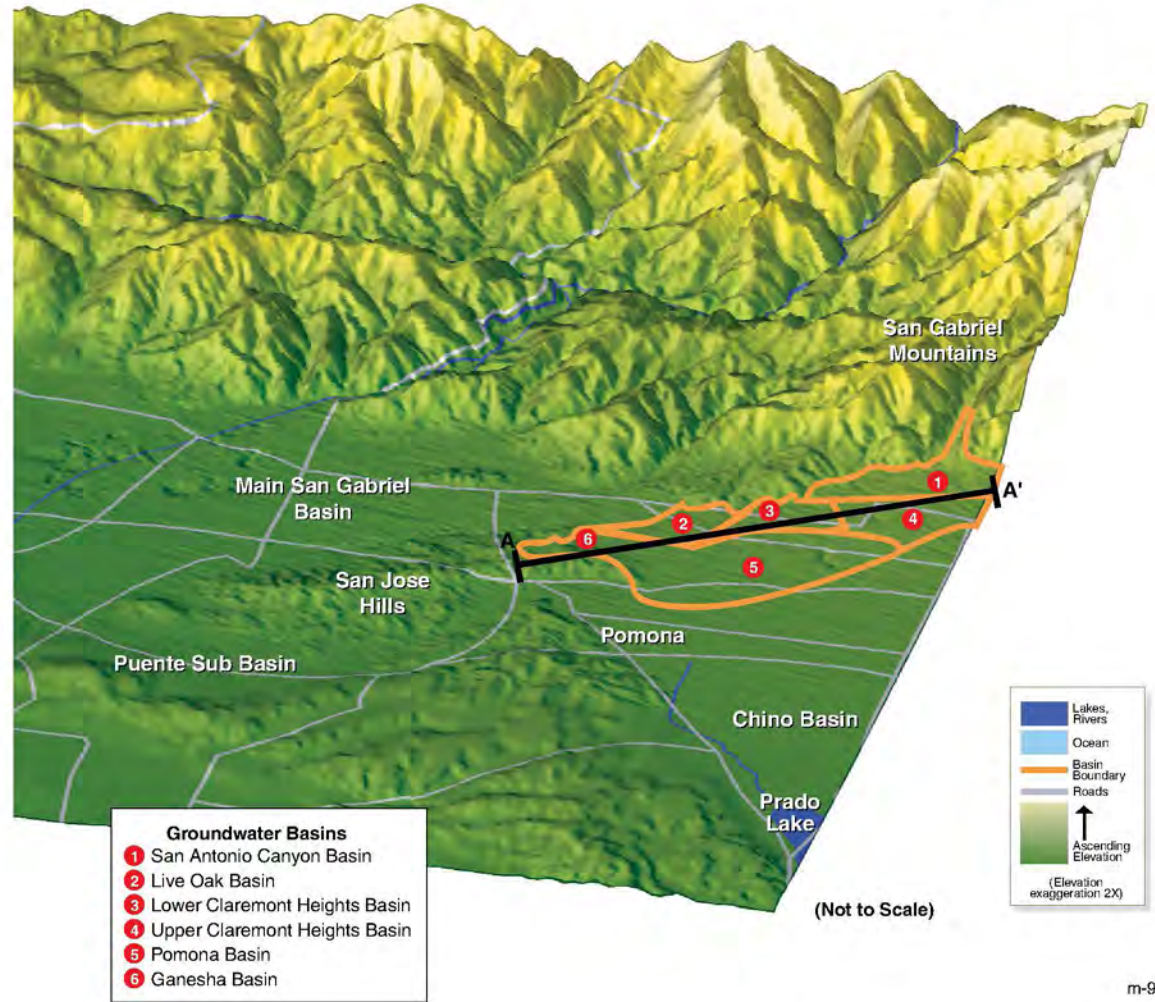 San Gabriel
Mountains
1
A'
4
3
2
Main San Gabriel
Basin
A
6
5
San Jose
Hills
Pomona
Puente Sub Basin
Chino Basin
Prado
Lake
Lakes,
Rivers
Ocean
Basin
Boundary
Roads
Ascending
Elevation
(Elevation
exaggeration 2X)
Groundwater Basins
1 San Antonio Canyon Basin
2 Live Oak Basin
3 Lower Claremont Heights Basin
4 Upper Claremont Heights Basin
5 Pomona Basin
6 Ganesha Basin
(Not to Scale)
m-9